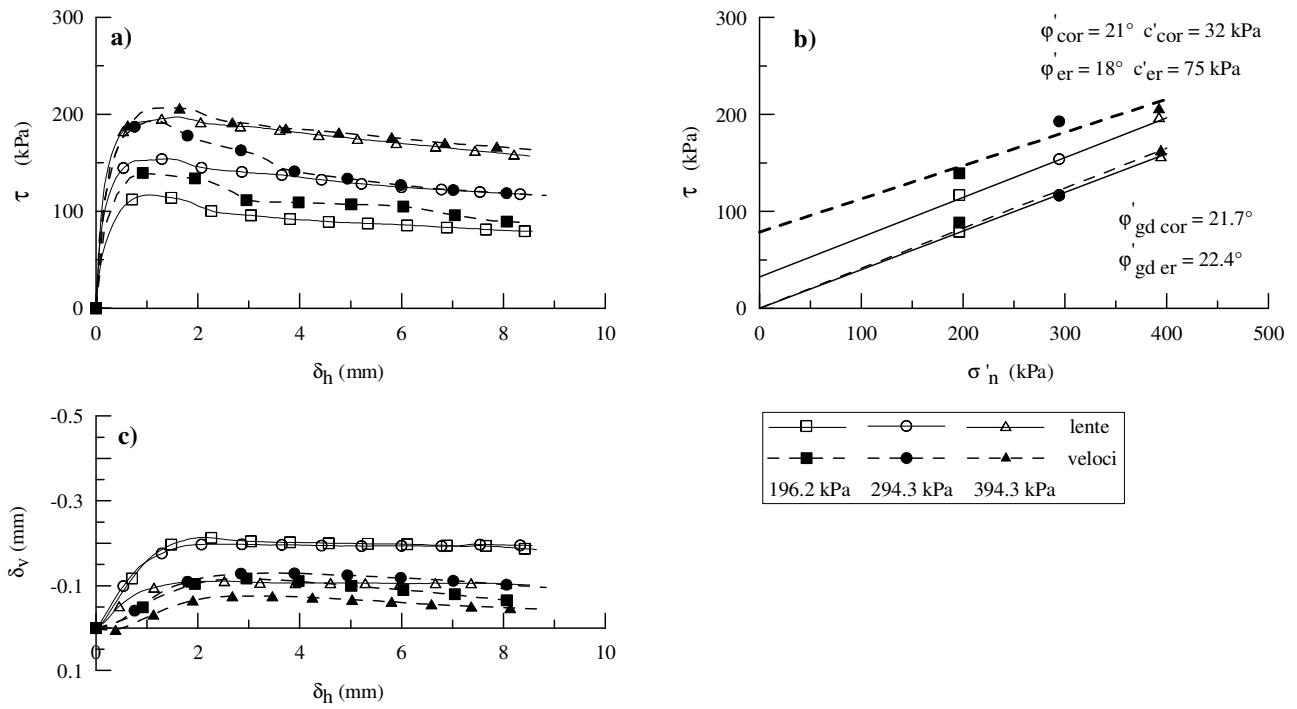 a)
300
200
100
0
τ (kPa)
0 2 4 6 8 10
δh (mm)
b)
φ'cor = 21° c'cor = 32 kPa
φ'er = 18° c'er = 75 kPa
300
200
100
0
τ (kPa)
φ'gd cor = 21.7°
φ'gd er = 22.4°
0 100 200 300 400 500
σ'n (kPa)
c)
-0.5
-0.3
-0.1
0.1
δv (mm)
0 2 4 6 8 10
δh (mm)
lente
veloci
196.2 kPa 294.3 kPa 394.3 kPa